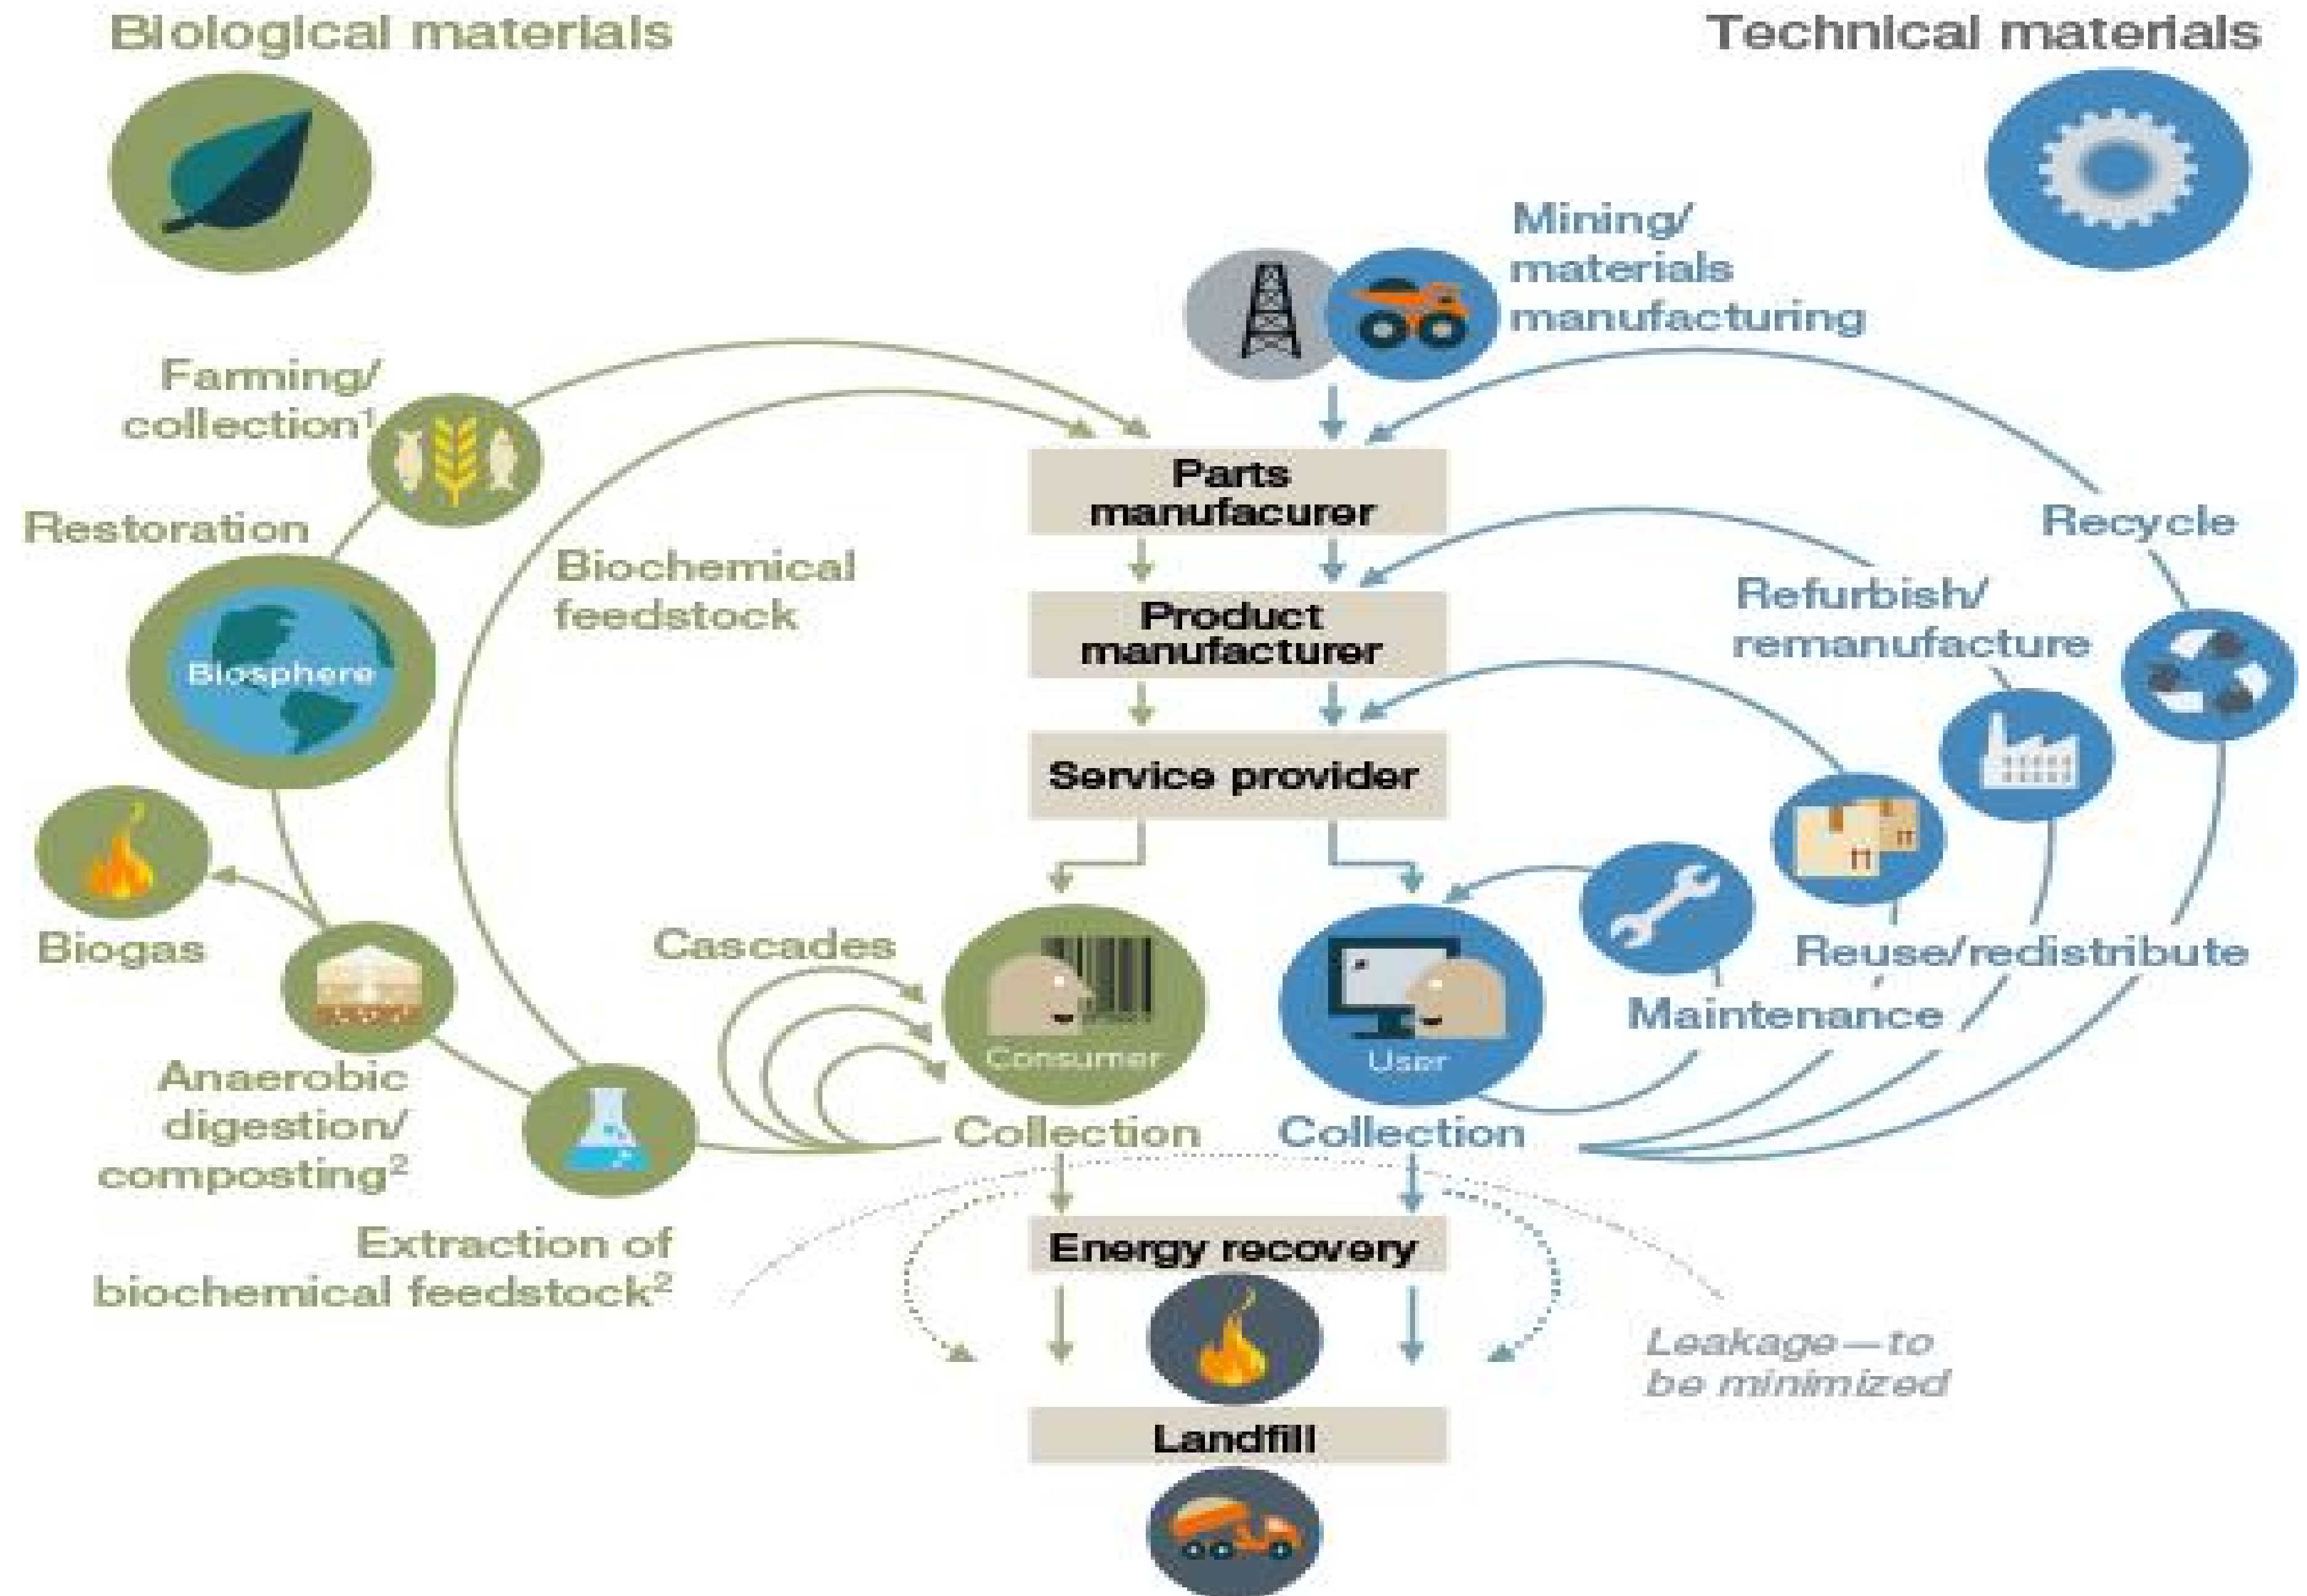 Biological materials
Technical materials
Mining/
materials
manufacturing
Farming/
collection¹
Restoration
Biosphere
Biogas
Anaerobic
digestion/
composting²
Extraction of
biochemical feedstock²
Biochemical
feedstock
Cascades
Parts
manufacurer
Product
manufacturer
Service provider
Consumer
User
Collection
Collection
Recycle
Refurbish/
remanufacture
Reuse/redistribute
Maintenance
Energy recovery
Landfill
Leakage—to
be minimized